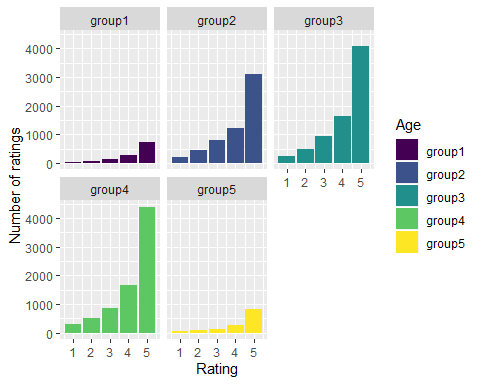 group1 group2 group3
4000
3000
2000
1000
0
1 2 3 4 5
group4 group5
4000
3000
2000
1000
0
1 2 3 4 5 1 2 3 4 5
Number of ratings
Rating
Age
group1
group2
group3
group4
group5